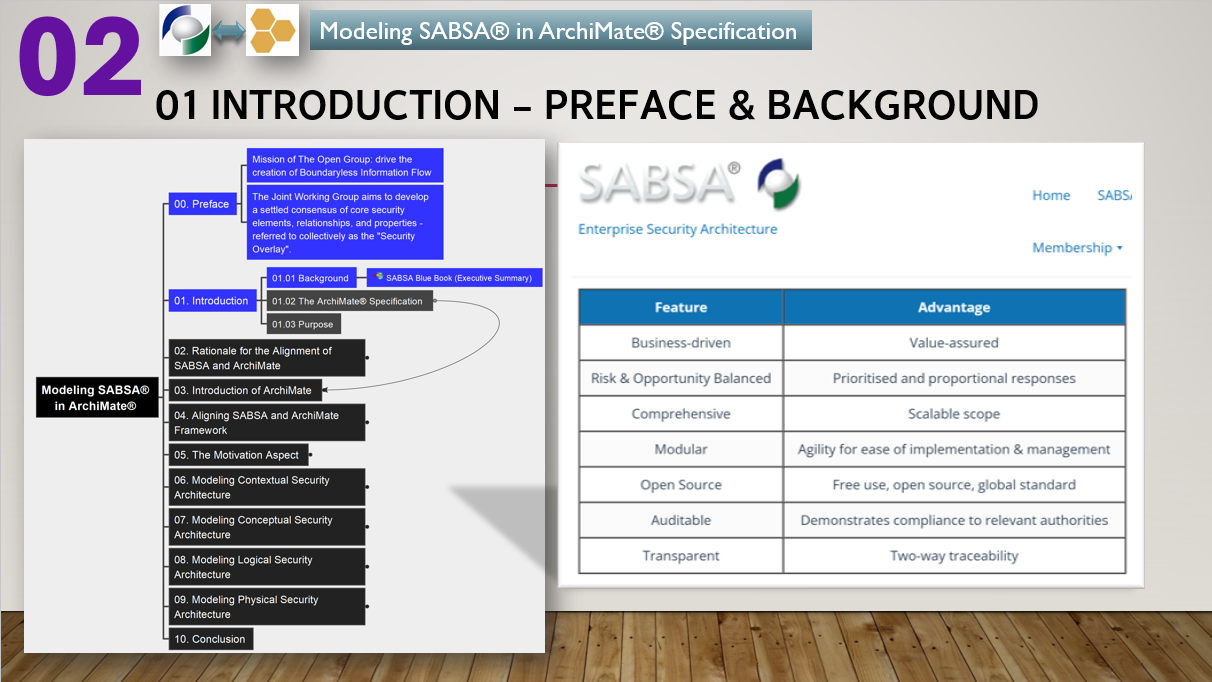 02
Modeling SABSA® in ArchiMate® Specification
01 INTRODUCTION – PREFACE & BACKGROUND
Modeling SABSA®
in ArchiMate®
00. Preface
Mission of The Open Group: drive the
creation of Boundaryless Information Flow
The Joint Working Group aims to develop
a settled consensus of core security
elements, relationships, and properties -
referred to collectively as the "Security
Overlay".
01. Introduction
01.01 Background
SABSA Blue Book (Executive Summary)
01.02 The ArchiMate® Specification
01.03 Purpose
02. Rationale for the Alignment of
SABSA and ArchiMate
03. Introduction of ArchiMate
04. Aligning SABSA and ArchiMate
Framework
05. The Motivation Aspect
06. Modeling Contextual Security
Architecture
07. Modeling Conceptual Security
Architecture
08. Modeling Logical Security
Architecture
09. Modeling Physical Security
Architecture
10. Conclusion
SABSA®
Enterprise Security Architecture
Home SABSA
Membership
Feature Advantage
Business-driven Value-assured
Risk & Opportunity Balanced Prioritised and proportional responses
Comprehensive Scalable scope
Modular Agility for ease of implementation & management
Open Source Free use, open source, global standard
Auditable Demonstrates compliance to relevant authorities
Transparent Two-way traceability